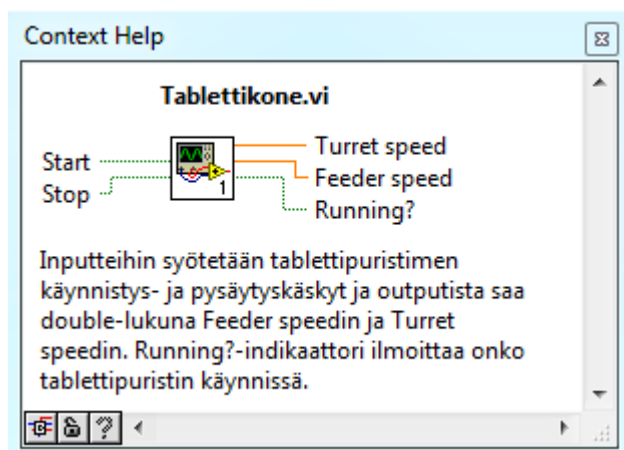 Context Help
Tablettikone.vi
Start
Stop
1
Turret speed
Feeder speed
Running?
Inputteihin syötetään tablettipuristimen
käynnistys- ja pysäytyskäskyt ja outputista saa
double-lukuna Feeder speedin ja Turret
speedin. Running?-indikaattori ilmoittaa onko
tablettipuristin käynnissä.
?